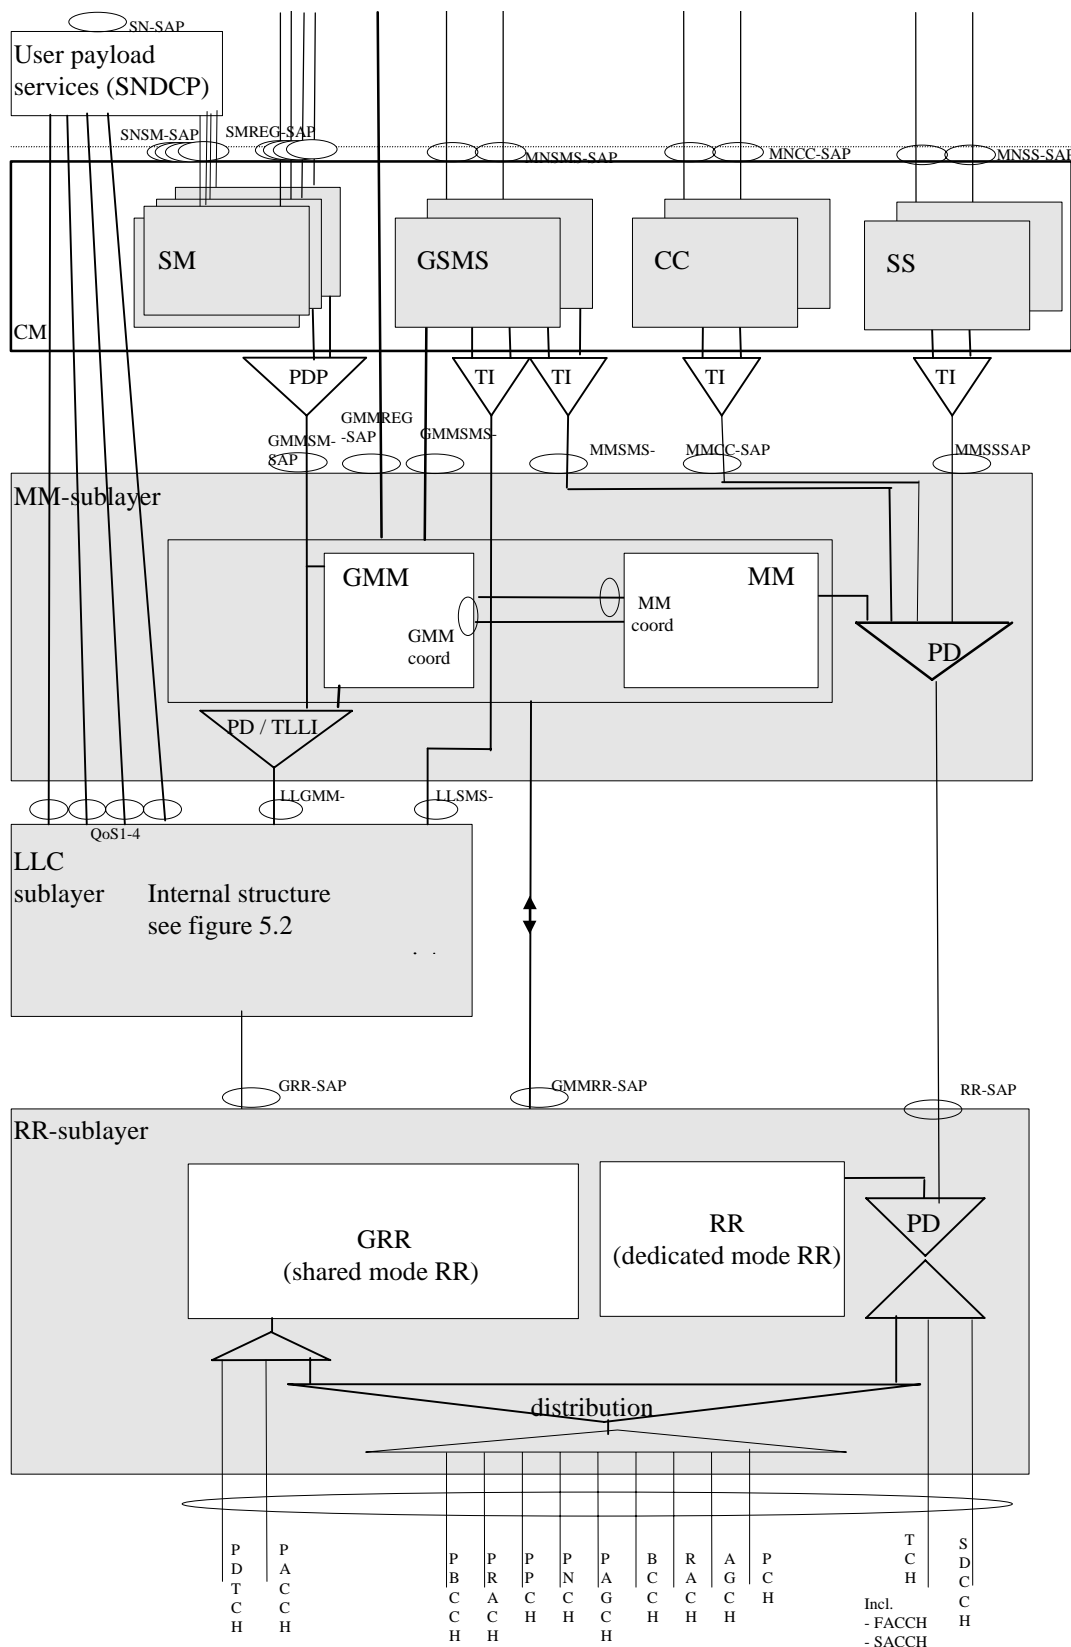 SN-SAP
User payload
services (SNDCP)
SNSM-SAP
SMREG-SAP
MNSMS-SAP
MNCC-SAP
MNSS-SAP
SM
GSMS
CC
SS
CM
PDP
TI
TI
TI
TI
GMMSM-
SAP
GMMREG
-SAP
GMMSMS-
MMSMS-
MMCC-SAP
MMSSSAP
MM-sublayer
GMM
MM
GMM
coord
MM
coord
PD
PD / TLLI
LLGMM-
LLSMS-
QoS1-4
LLC
sublayer
Internal structure
see figure 5.2
GRR-SAP
GMMRR-SAP
RR-SAP
RR-sublayer
GRR
(shared mode RR)
RR
(dedicated mode RR)
PD
distribution
PDTCH
PACCH
PBCCH
PRACH
PPCH
PNCH
PAGCH
BCCH
RACH
AGCH
PCH
TCH
SDCCH
Incl.
- FACCH
- SACCH